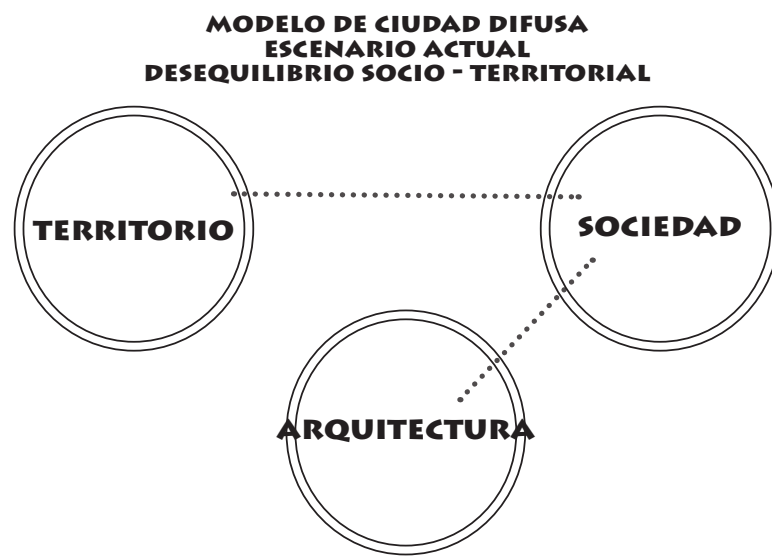 MODELO DE CIUDAD DIFUSA
ESCENARIO ACTUAL
DESEQUILIBRIO SOCIO - TERRITORIAL
TERRITORIO
SOCIEDAD
ARQUITECTURA